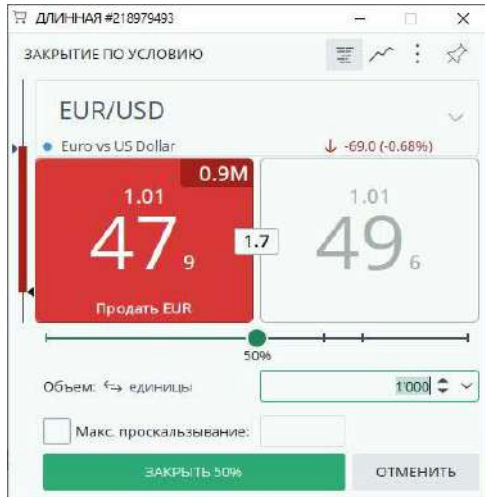 ДЛИННАЯ #218979493
ЗАКРЫТИЕ ПО УСЛОВИЮ
EUR/USD
Euro vs US Dollar ↓ -69.0 (-0.68%)
0.9M
1.01 1.01
47 9 1.7 49 6
Продать EUR
50%
Объем: ⇆ единицы 1'000
Макс. проскальзывание:
ЗАКРЫТЬ 50% ОТМЕНИТЬ